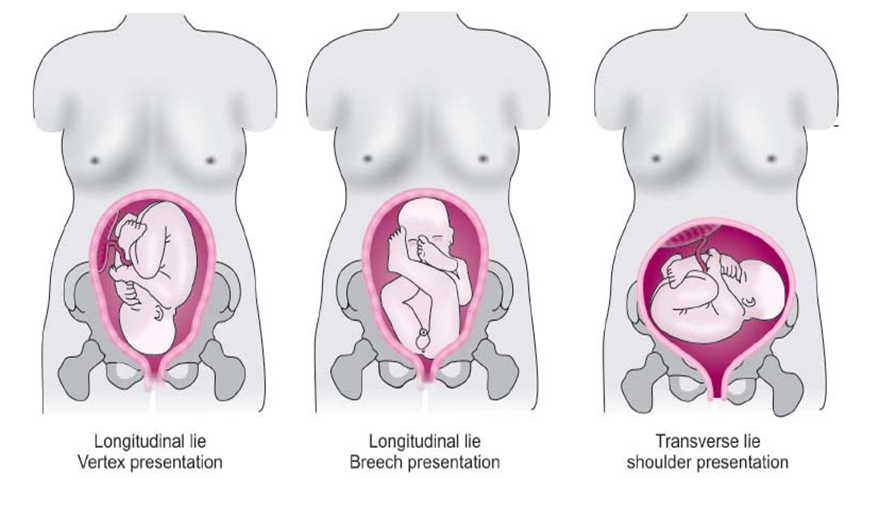 Longitudinal lie
Vertex presentation
Longitudinal lie
Breech presentation
Transverse lie
shoulder presentation